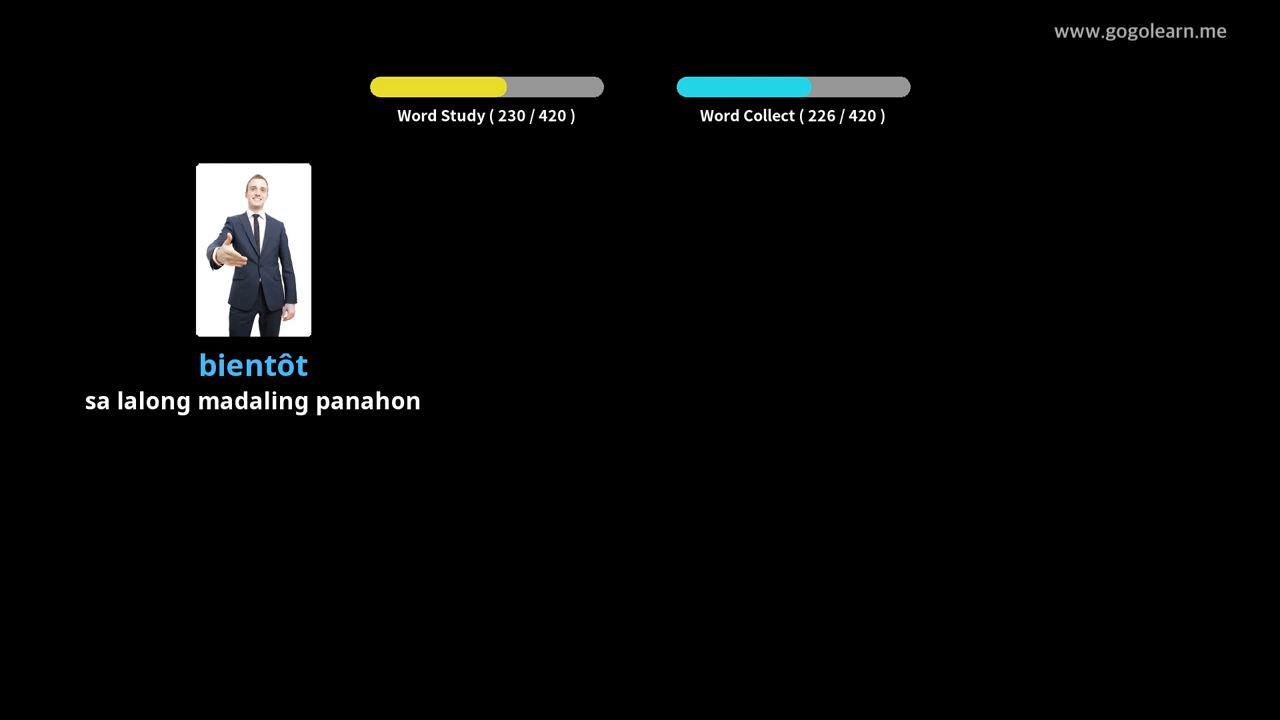 www.gogolearn.me
Word Study ( 230 / 420 )
Word Collect ( 226 / 420 )
bientôt
sa lalong madaling panahon